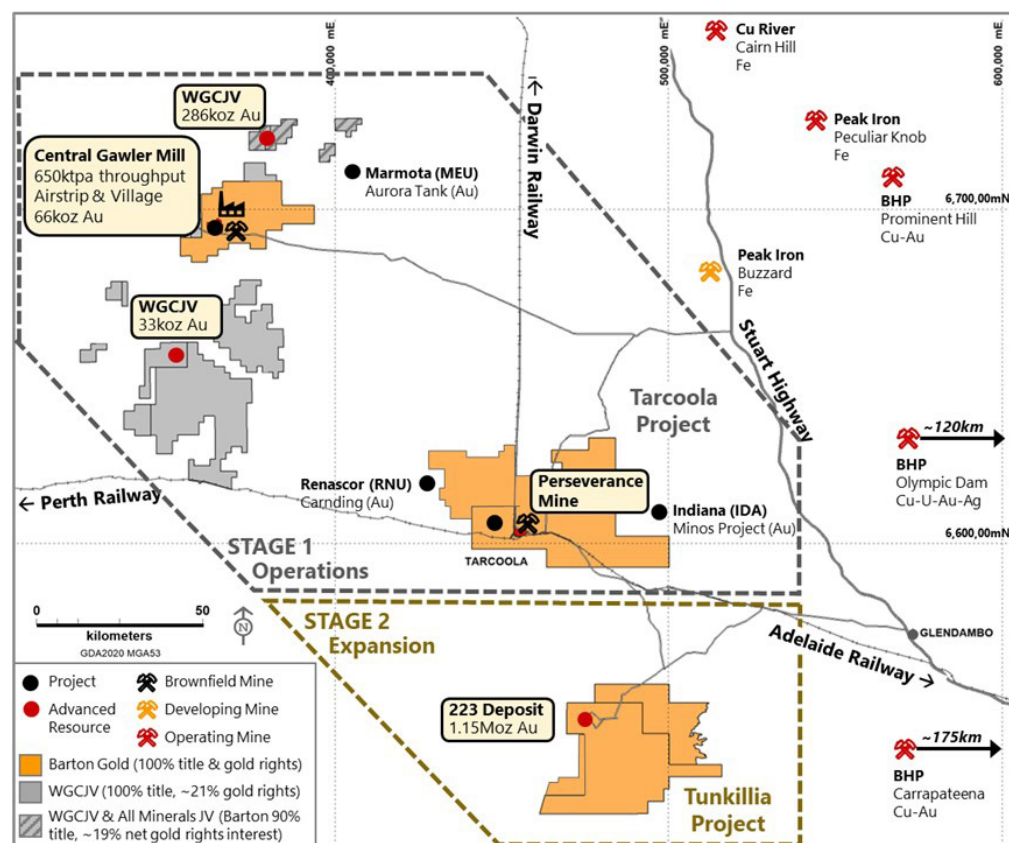 400,000 mE
500,000 mE
600,000 mE
Cu River
Cairn Hill
Fe
WGCJV
286koz Au
← Darwin Railway
Peak Iron
Peculiar Knob
Fe
Central Gawler Mill
650ktpa throughput
Airstrip & Village
66koz Au
Marmota (MEU)
Aurora Tank (Au)
BHP
Prominent Hill
Cu-Au
6,700,00mN
Peak Iron
Buzzard
Fe
WGCJV
33koz Au
Stuart Highway
Tarcoola
Project
~120km
BHP
Olympic Dam
Cu-U-Au-Ag
← Perth Railway
Renascor (RNU)
Carnding (Au)
Perseverance
Mine
Indiana (IDA)
Minos Project (Au)
6,600,00mN
STAGE 1
Operations
TARCOOLA
0
50
kilometers
GDA2020 MGA53
N
STAGE 2
Expansion
GLENDAMBO
Adelaide Railway →
223 Deposit
1.15Moz Au
~175km
BHP
Carrapateena
Cu-Au
Tunkillia
Project
Project
Brownfield Mine
Advanced
Resource
Developing Mine
Operating Mine
Barton Gold (100% title & gold rights)
WGCJV (100% title, ~21% gold rights)
WGCJV & All Minerals JV (Barton 90%
title, ~19% net gold rights interest)